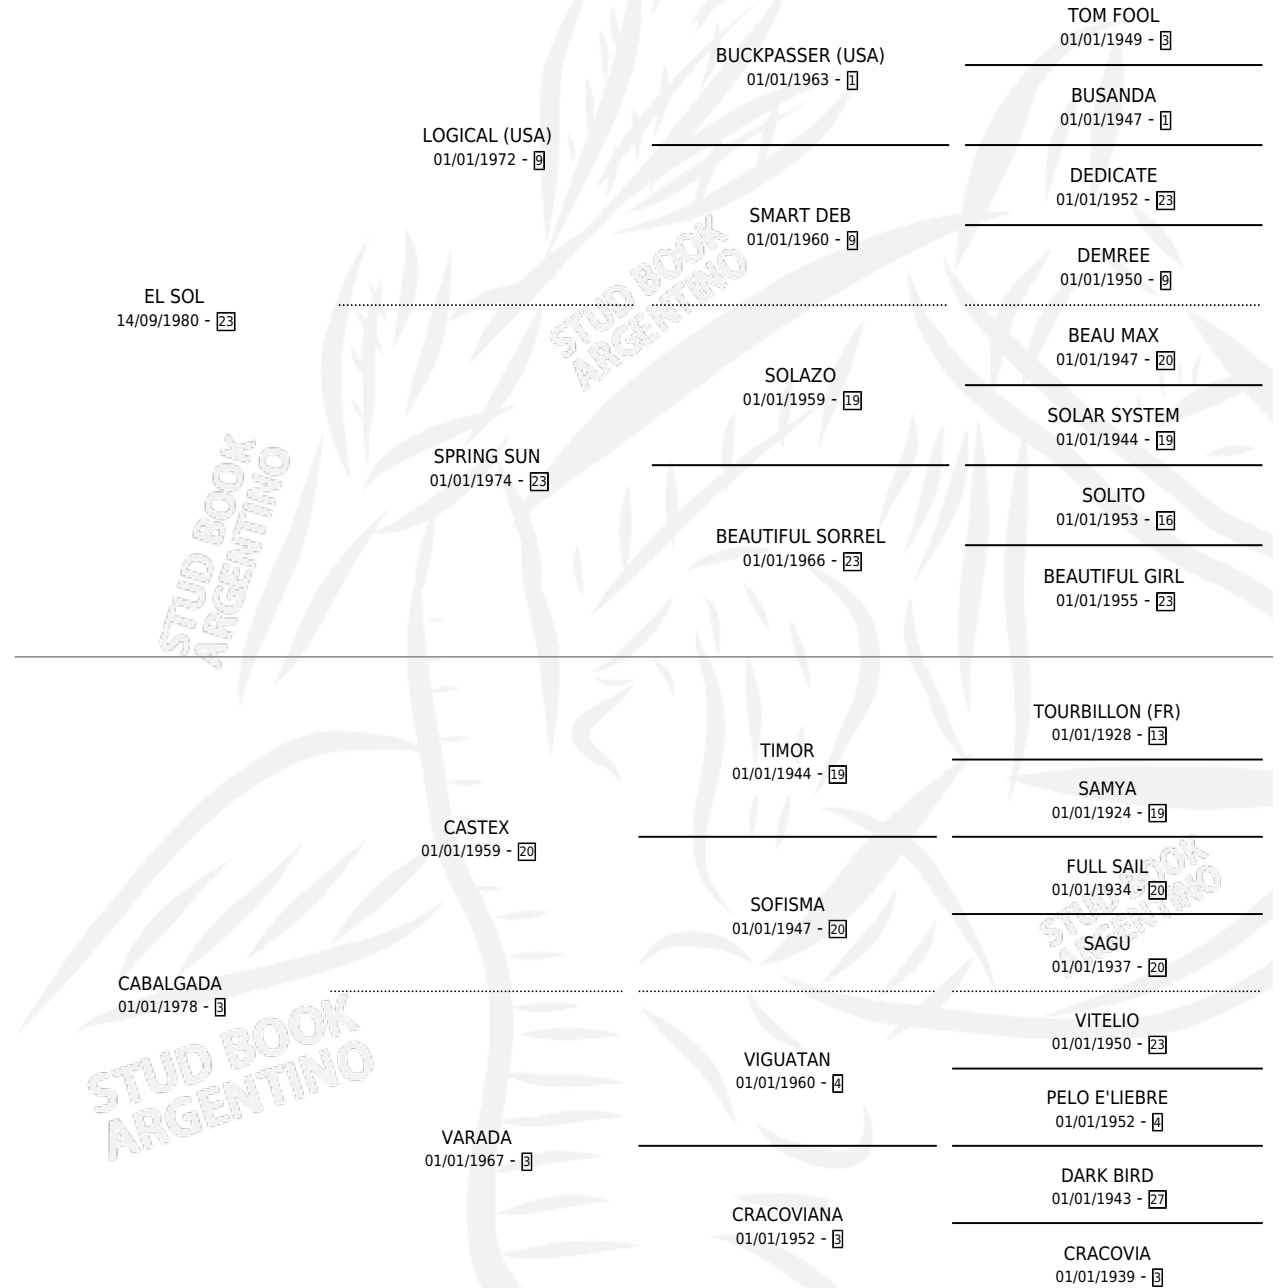 TOM FOOL
01/01/1949 - 3
BUCKPASSER (USA)
01/01/1963 - 1
BUSANDA
01/01/1947 - 1
LOGICAL (USA)
01/01/1972 - 9
DEDICATE
01/01/1952 - 23
SMART DEB
01/01/1960 - 9
DEMREE
01/01/1950 - 9
EL SOL
14/09/1980 - 23
BEAU MAX
01/01/1947 - 20
SOLAZO
01/01/1959 - 19
SOLAR SYSTEM
01/01/1944 - 19
SPRING SUN
01/01/1974 - 23
SOLITO
01/01/1953 - 16
BEAUTIFUL SORREL
01/01/1966 - 23
BEAUTIFUL GIRL
01/01/1955 - 23
TOURBILLON (FR)
01/01/1928 - 13
TIMOR
01/01/1944 - 19
SAMYA
01/01/1924 - 19
CASTEX
01/01/1959 - 20
FULL SAIL
01/01/1934 - 20
SOFISMA
01/01/1947 - 20
SAGU
01/01/1937 - 20
CABALGADA
01/01/1978 - 3
VITELIO
01/01/1950 - 23
VIGUATAN
01/01/1960 - 4
PELO E'LIEBRE
01/01/1952 - 4
VARADA
01/01/1967 - 3
DARK BIRD
01/01/1943 - 27
CRACOVIANA
01/01/1952 - 3
CRACOVIA
01/01/1939 - 3
STUD BOOK
ARGENTINO
STUD BOOK
ARGENTINO
STUD BOOK
ARGENTINO
STUD BOOK
ARGENTINO